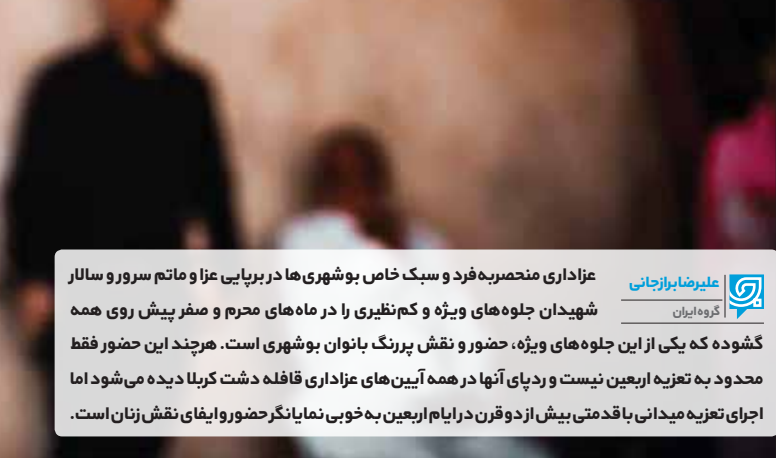 علیرضا برازجانی
گروه ایران
عزاداری منحصربه‌فرد و سبک خاص بوشهری‌ها در برپایی عزا و ماتم سرور و سالار
شهیدان جلوه‌های ویژه و کم‌نظیری را در ماه‌های محرم و صفر پیش روی همه
گشوده که یکی از این جلوه‌های ویژه، حضور و نقش پررنگ بانوان بوشهری است. هرچند این حضور فقط
محدود به تعزیه اربعین نیست و ردپای آنها در همه آیین‌های عزاداری قافله دشت کربلا دیده می‌شود اما
اجرای تعزیه میدانی با قدمتی بیش از دو قرن در ایام اربعین به‌خوبی نمایانگر حضور و ایفای نقش زنان است.